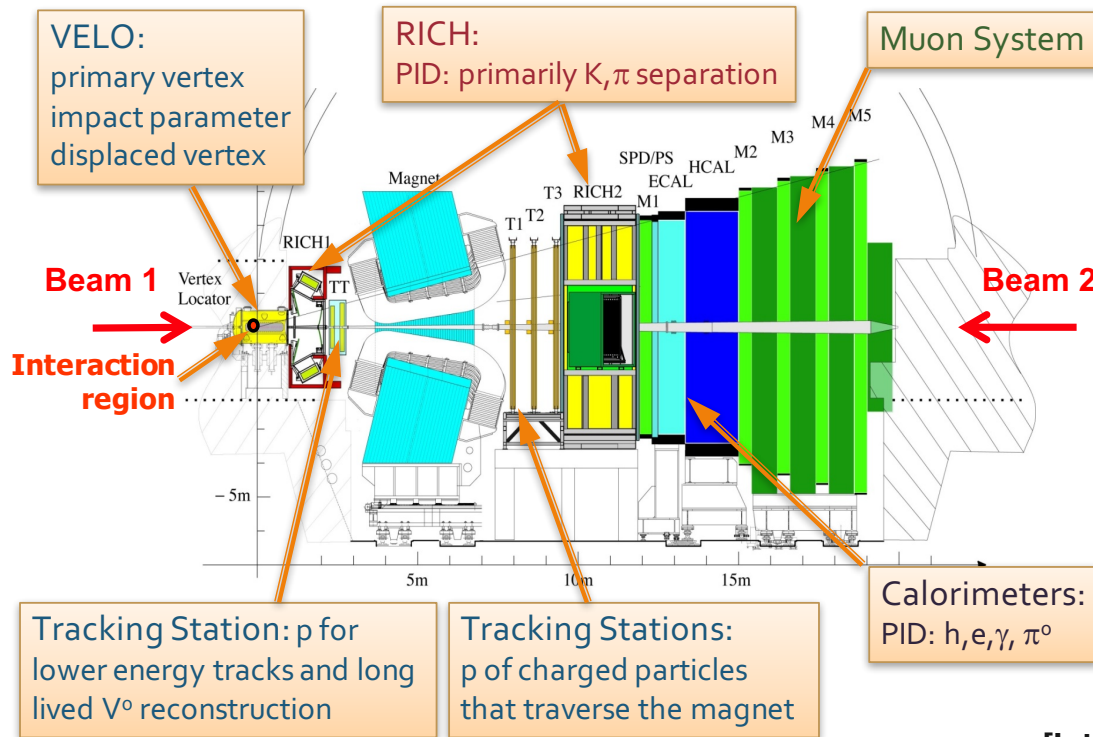 VELO:
primary vertex
impact parameter
displaced vertex
RICH:
PID: primarily K,π separation
Muon System
M5
M4
M3
M2
HCAL
SPD/PS
ECAL
M1
Magnet
T3
RICH2
T2
T1
RICH1
TT
Beam 1
Vertex
Locator
Beam 2
Interaction
region
– 5m
5m
10m
15m
Calorimeters:
PID: h,e,γ, πº
Tracking Station: p for
lower energy tracks and long
lived Vº reconstruction
Tracking Stations:
p of charged particles
that traverse the magnet